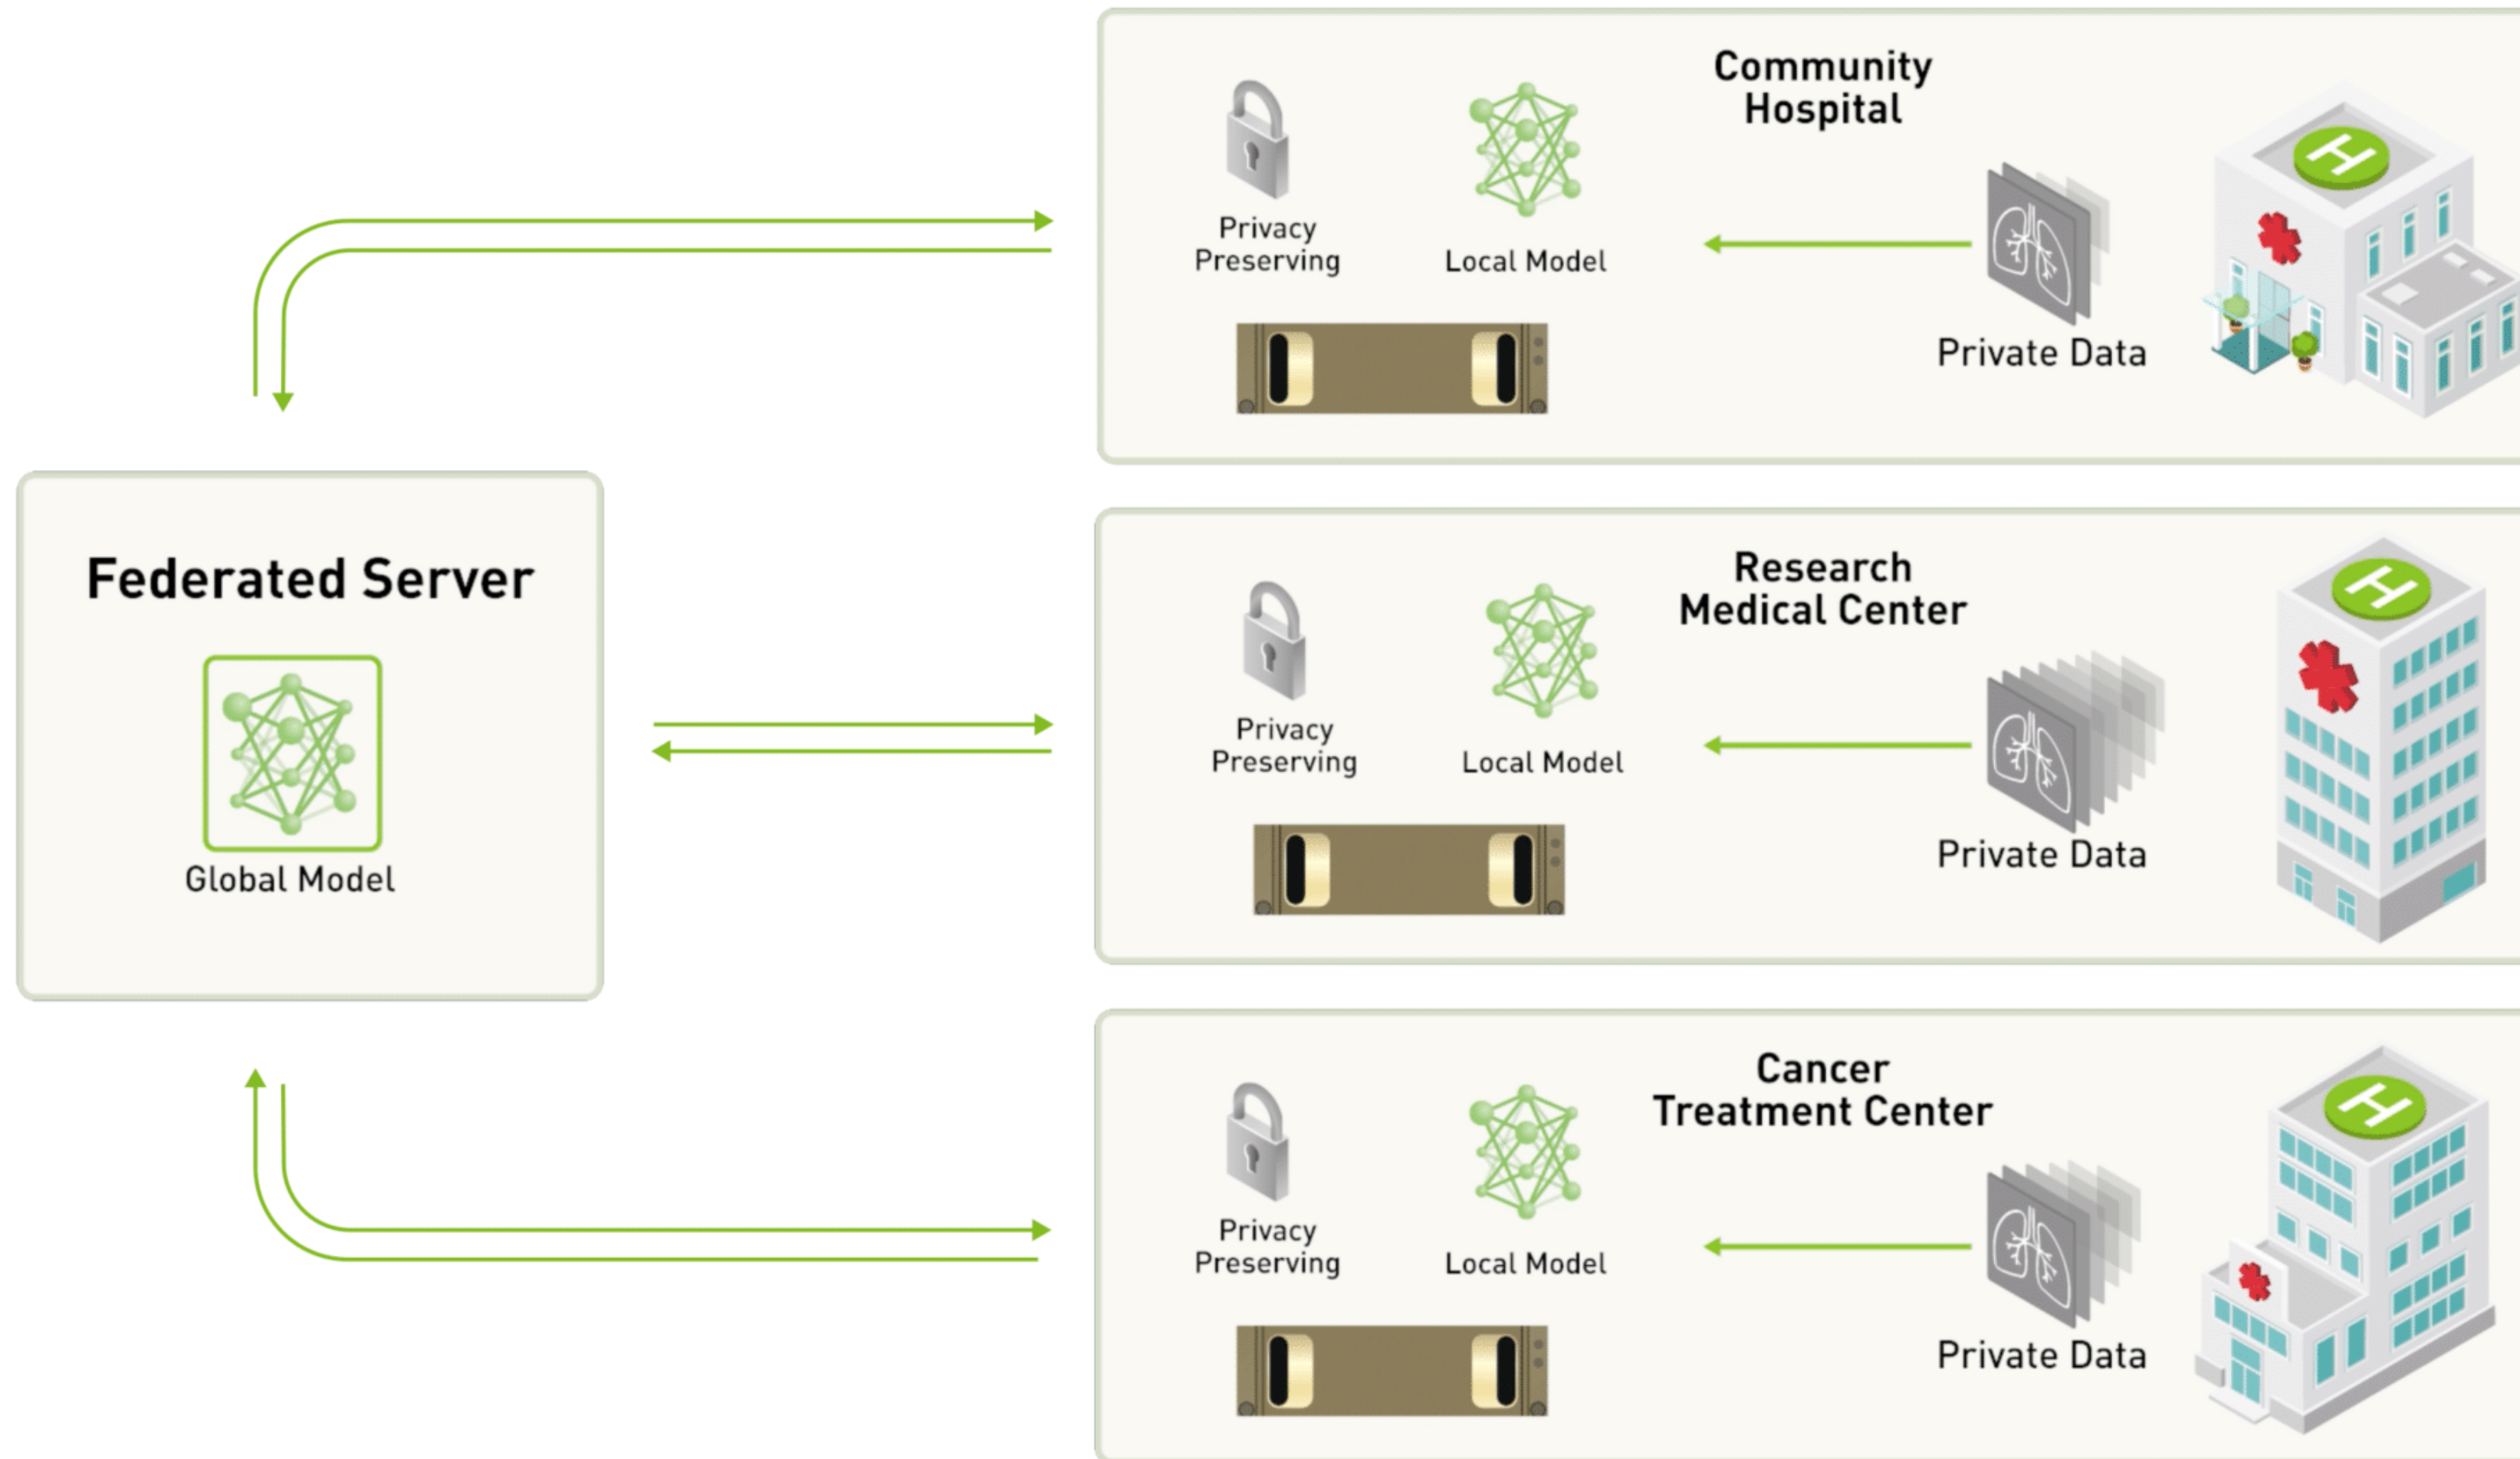 Community
Hospital
Privacy
Preserving
Local Model
Private Data
Federated Server
Global Model
Research
Medical Center
Privacy
Preserving
Local Model
Private Data
Cancer
Treatment Center
Privacy
Preserving
Local Model
Private Data
H
H
H